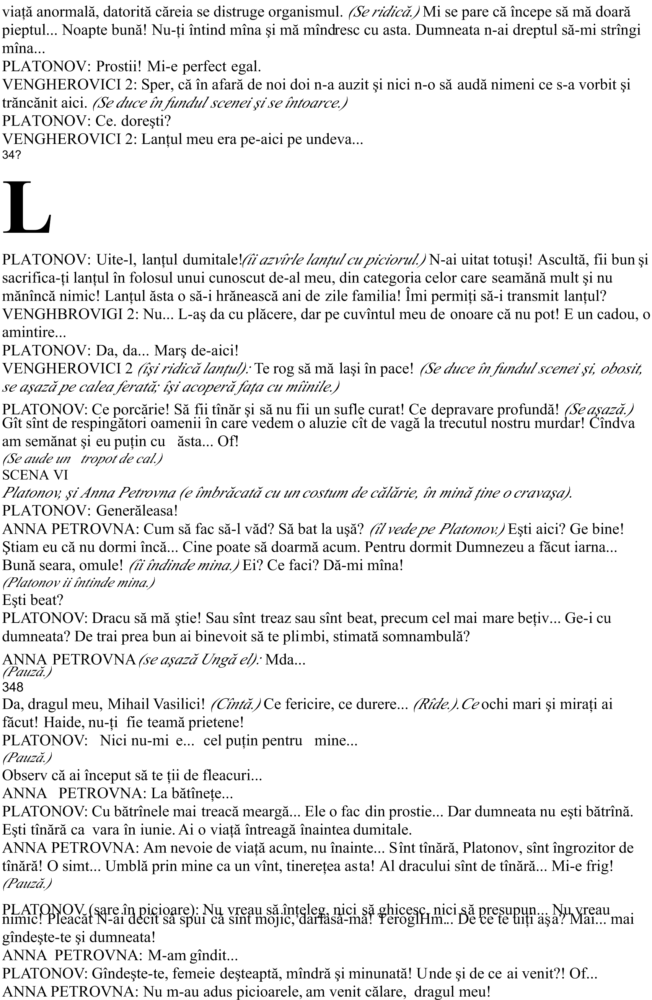 viață anormală, datorită căreia se distruge organismul. (Se ridică.) Mi se pare că începe să mă doară
pieptul... Noapte bună! Nu-ți întind mîna şi mă mîndresc cu asta. Dumneata n-ai dreptul să-mi strîngi
mîna...
PLATONOV: Prostii! Mi-e perfect egal.
VENGHEROVICI 2: Sper, că în afară de noi doi n-a auzit şi nici n-o să audă nimeni ce s-a vorbit şi
trăncănit aici. (Se duce în fundul scenei şi se întoarce.)
PLATONOV: Ce. doreşti?
VENGHEROVICI 2: Lanțul meu era pe-aici pe undeva...
34?
L
PLATONOV: Uite-l, lanțul dumitale!(îi azvîrle lanțul cu piciorul.) N-ai uitat totuşi! Ascultă, fii bun şi
sacrifica-ți lanțul în folosul unui cunoscut de-al meu, din categoria celor care seamănă mult şi nu
mănîncă nimic! Lanțul ăsta o să-i hrănească ani de zile familia! Îmi permiți să-i transmit lanțul?
VENGHBROVIGI 2: Nu... L-aş da cu plăcere, dar pe cuvîntul meu de onoare că nu pot! E un cadou, o
amintire...
PLATONOV: Da, da... Marş de-aici!
VENGHEROVICI 2 (îşi ridică lanțul): Te rog să mă laşi în pace! (Se duce în fundul scenei şi, obosit,
se aşază pe calea ferată; îşi acoperă fața cu mîinile.)
PLATONOV: Ce porcărie! Să fii tînăr şi să nu fii un sufle curat! Ce depravare profundă! (Se aşază.)
Gît sînt de respingători oamenii în care vedem o aluzie cît de vagă la trecutul nostru murdar! Cîndva
am semănat şi eu puțin cu ăsta... Of!
(Se aude un tropot de cal.)
SCENA VI
Platonov, şi Anna Petrovna (e îmbrăcată cu un costum de călărie, în mină ține o cravaşa).
PLATONOV: Generăleasa!
ANNA PETROVNA: Cum să fac să-l văd? Să bat la uşă? (îl vede pe Platonov.) Eşti aici? Ge bine!
Ştiam eu că nu dormi încă... Cine poate să doarmă acum. Pentru dormit Dumnezeu a făcut iarna...
Bună seara, omule! (îi îndinde mina.) Ei? Ce faci? Dă-mi mîna!
(Platonov ii întinde mina.)
Eşti beat?
PLATONOV: Dracu să mă ştie! Sau sînt treaz sau sînt beat, precum cel mai mare bețiv... Ge-i cu
dumneata? De trai prea bun ai binevoit să te plimbi, stimată somnambulă?
ANNA PETROVNA (se aşază Ungă el): Mda...
(Pauză.)
348
Da, dragul meu, Mihail Vasilici! (Cîntă.) Ce fericire, ce durere... (Rîde.). Ce ochi mari şi mirați ai
făcut! Haide, nu-ți fie teamă prietene!
PLATONOV: Nici nu-mi e... cel puțin pentru mine...
(Pauză.)
Observ că ai început să te ții de fleacuri...
ANNA PETROVNA: La bătînețe...
PLATONOV: Cu bătrînele mai treacă meargă... Ele o fac din prostie... Dar dumneata nu eşti bătrînă.
Eşti tînără ca vara în iunie. Ai o viață întreagă înaintea dumitale.
ANNA PETROVNA: Am nevoie de viață acum, nu înainte... Sînt tînără, Platonov, sînt îngrozitor de
tînără! O simt... Umblă prin mine ca un vînt, tinerețea asta! Al dracului sînt de tînără... Mi-e frig!
(Pauză.)
PLATONOV (sare în picioare): Nu vreau să înțeleg, nici să ghicesc, nici să presupun... Nu vreau
nimic! Pleacăt N-ai decît să spui că sînt mojic, darlasă-mă! TeroglHm... De ce te uiți aşa? Mai... mai
gîndeşte-te şi dumneata!
ANNA PETROVNA: M-am gîndit...
PLATONOV: Gîndeşte-te, femeie deşteaptă, mîndră şi minunată! Unde şi de ce ai venit?! Of...
ANNA PETROVNA: Nu m-au adus picioarele, am venit călare, dragul meu!